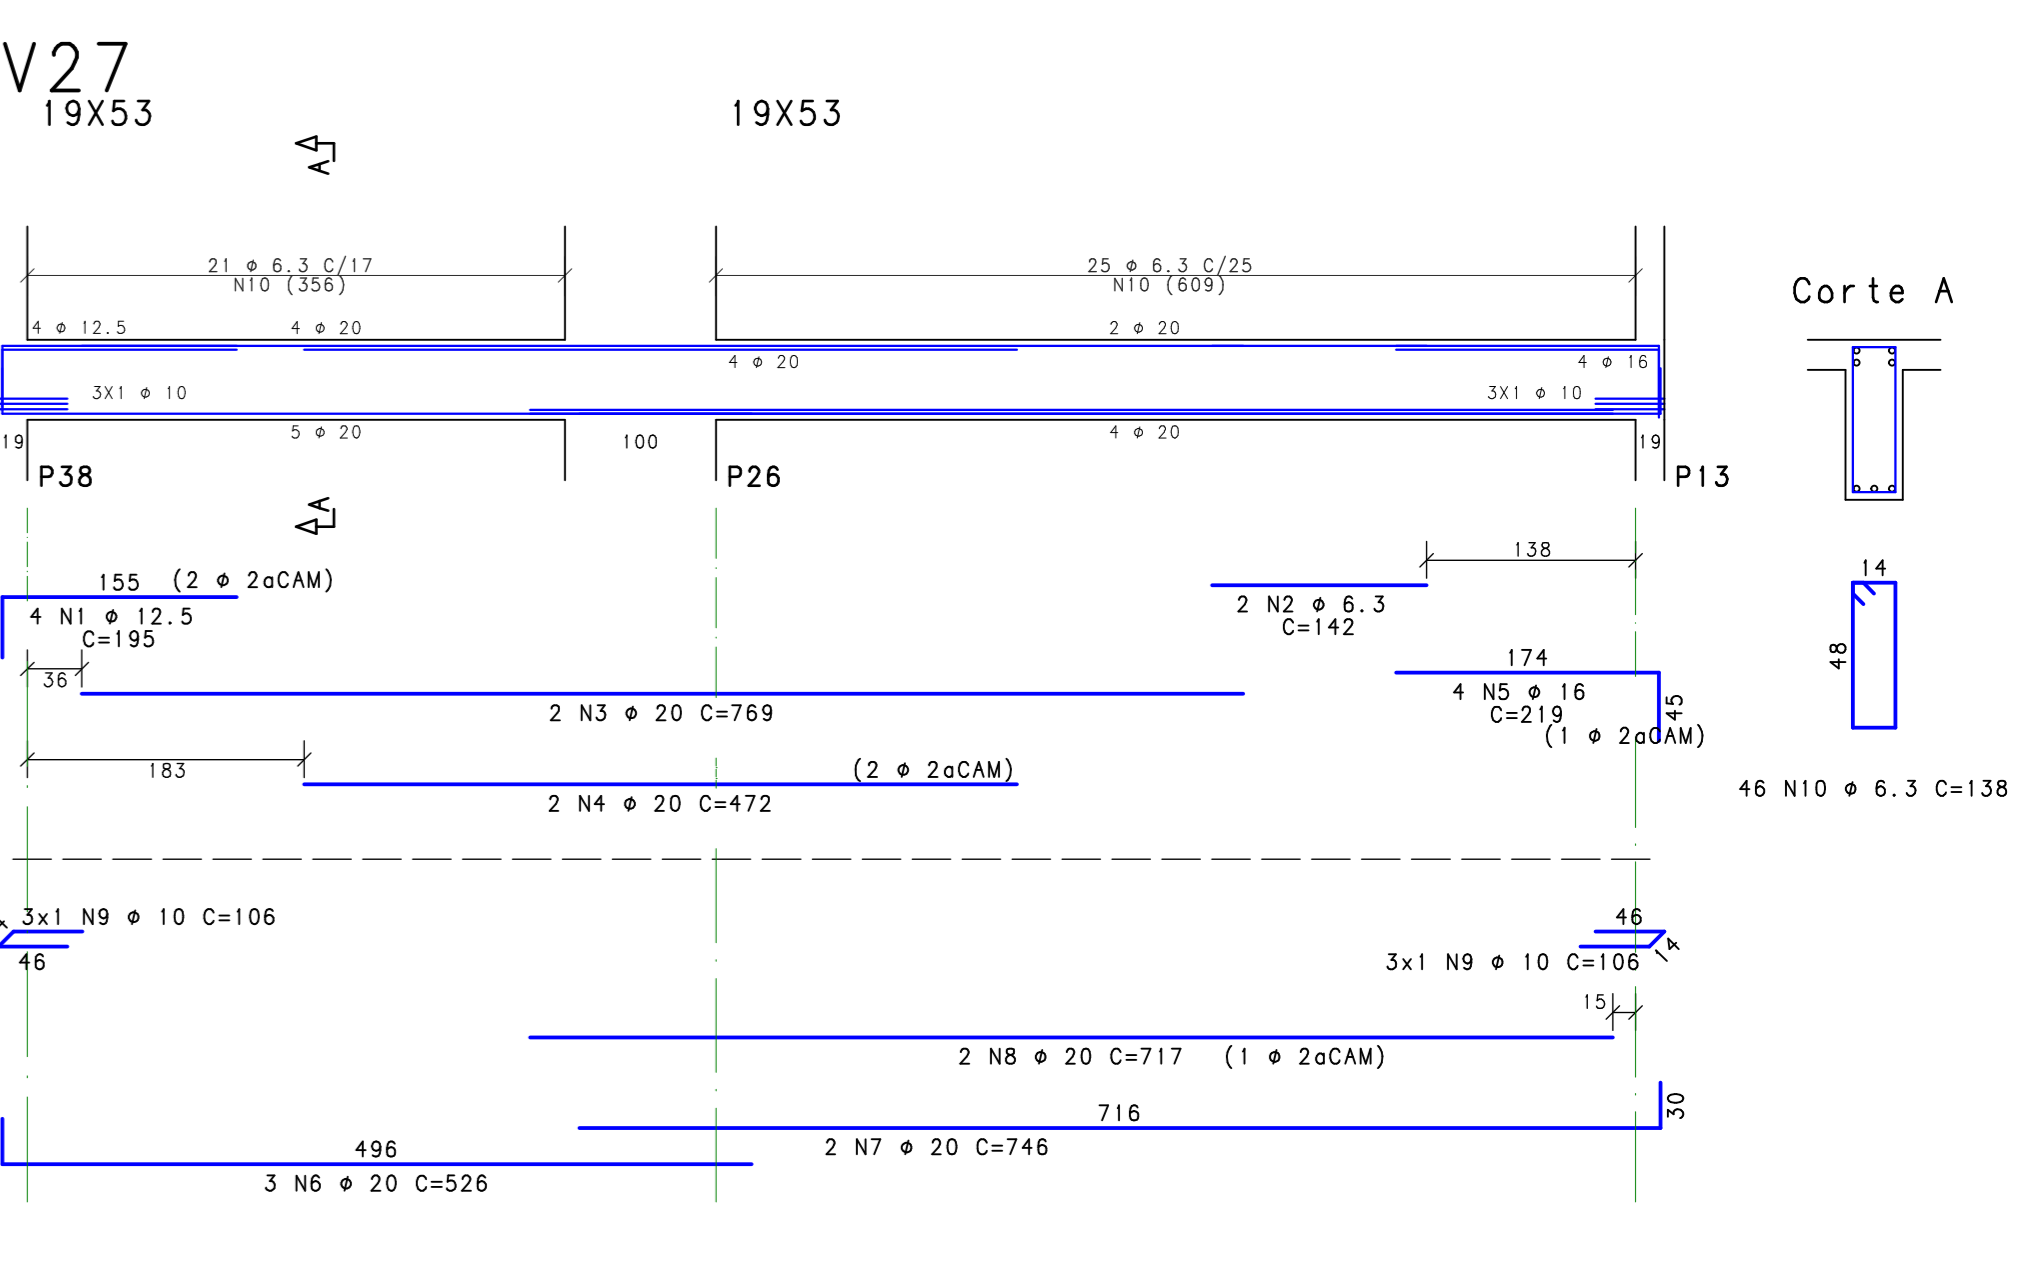 V27
19X53
19X53
A
21 ø 6.3 C/17
N10 (356)
25 ø 6.3 C/25
N10 (609)
Corte A
4 ø 12.5
4 ø 20
2 ø 20
4 ø 20
4 ø 16
3X1 ø 10
3X1 ø 10
5 ø 20
4 ø 20
19
100
19
P38
P26
P13
A
138
155 (2 ø 2aCAM)
4 N1 ø 12.5
C=195
2 N2 ø 6.3
C=142
14
48
36
174
4 N5 ø 16
C=219
45
(1 ø 2aCAM)
2 N3 ø 20 C=769
183
(2 ø 2aCAM)
2 N4 ø 20 C=472
46 N10 ø 6.3 C=138
3x1 N9 ø 10 C=106
46
46
14
3x1 N9 ø 10 C=106
15
2 N8 ø 20 C=717 (1 ø 2aCAM)
716
30
2 N7 ø 20 C=746
496
3 N6 ø 20 C=526